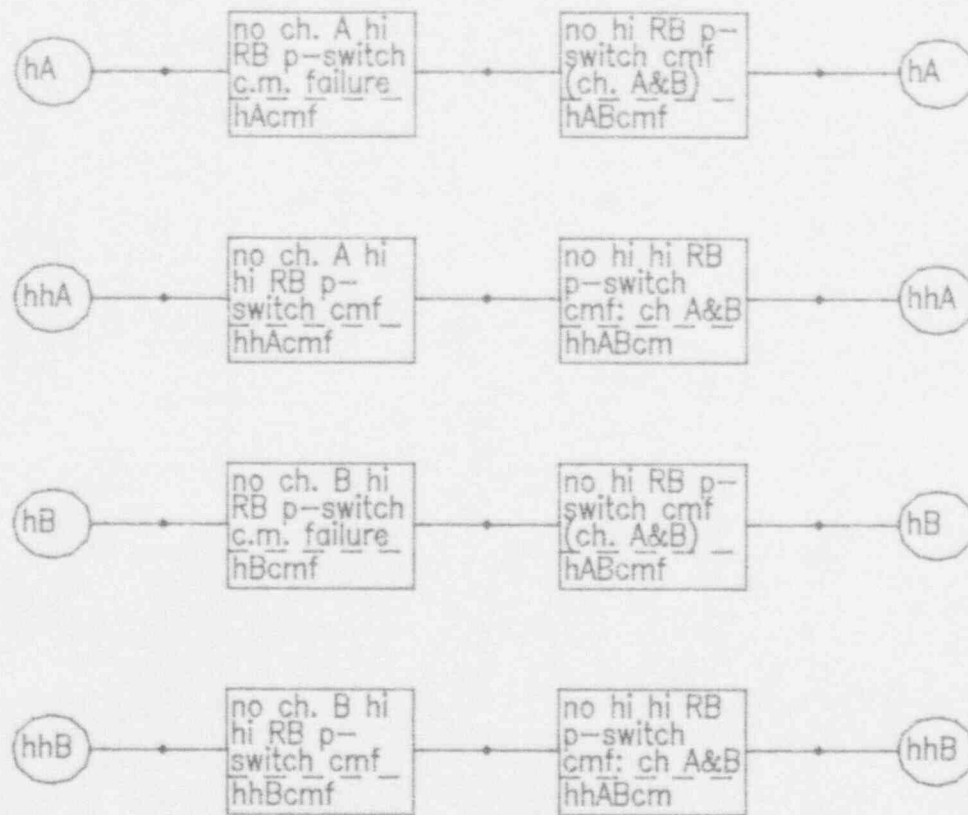 hA
no ch. A hi
RB p-switch
c.m. failure
hAcmf
no hi RB p-
switch cmf
(ch. A&B)
hABcmf
hA
hhA
no ch. A hi
hi RB p-
switch cmf
hhAcmf
no hi hi RB
p-switch
cmf: ch A&B
hhABcm
hhA
hB
no ch. B hi
RB p-switch
c.m. failure
hBcmf
no hi RB p-
switch cmf
(ch. A&B)
hABcmf
hB
hhB
no ch. B hi
hi RB p-
switch cmf
hhBcmf
no hi hi RB
p-switch
cmf: ch A&B
hhABcm
hhB